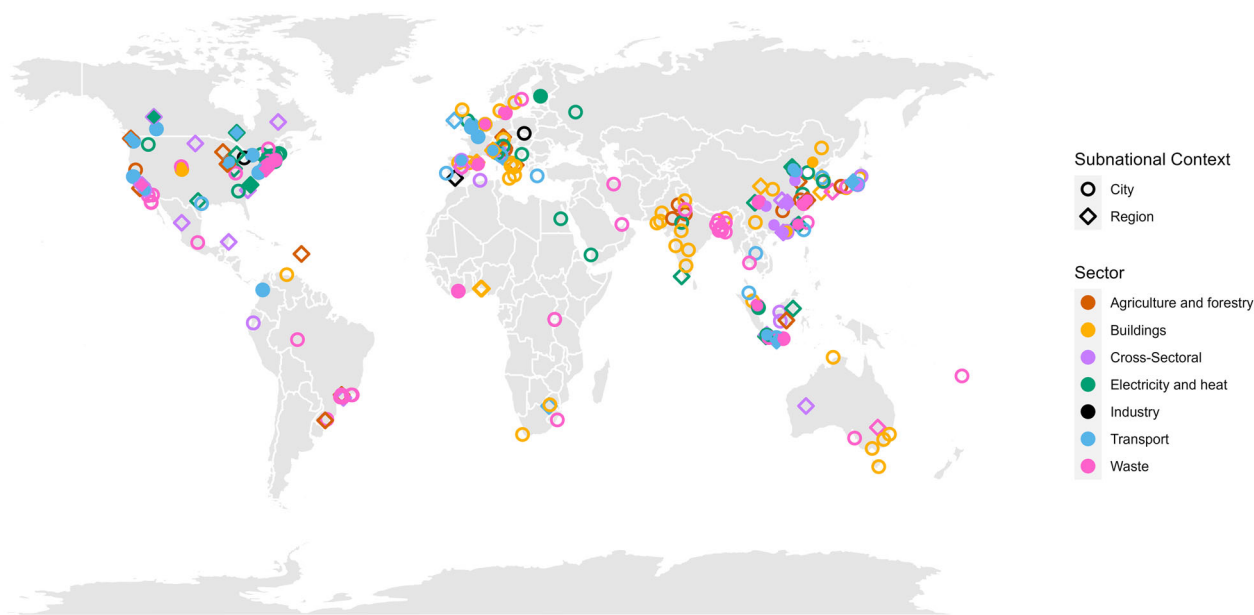 Subnational Context
City
Region
Sector
Agriculture and forestry
Buildings
Cross-Sectoral
Electricity and heat
Industry
Transport
Waste